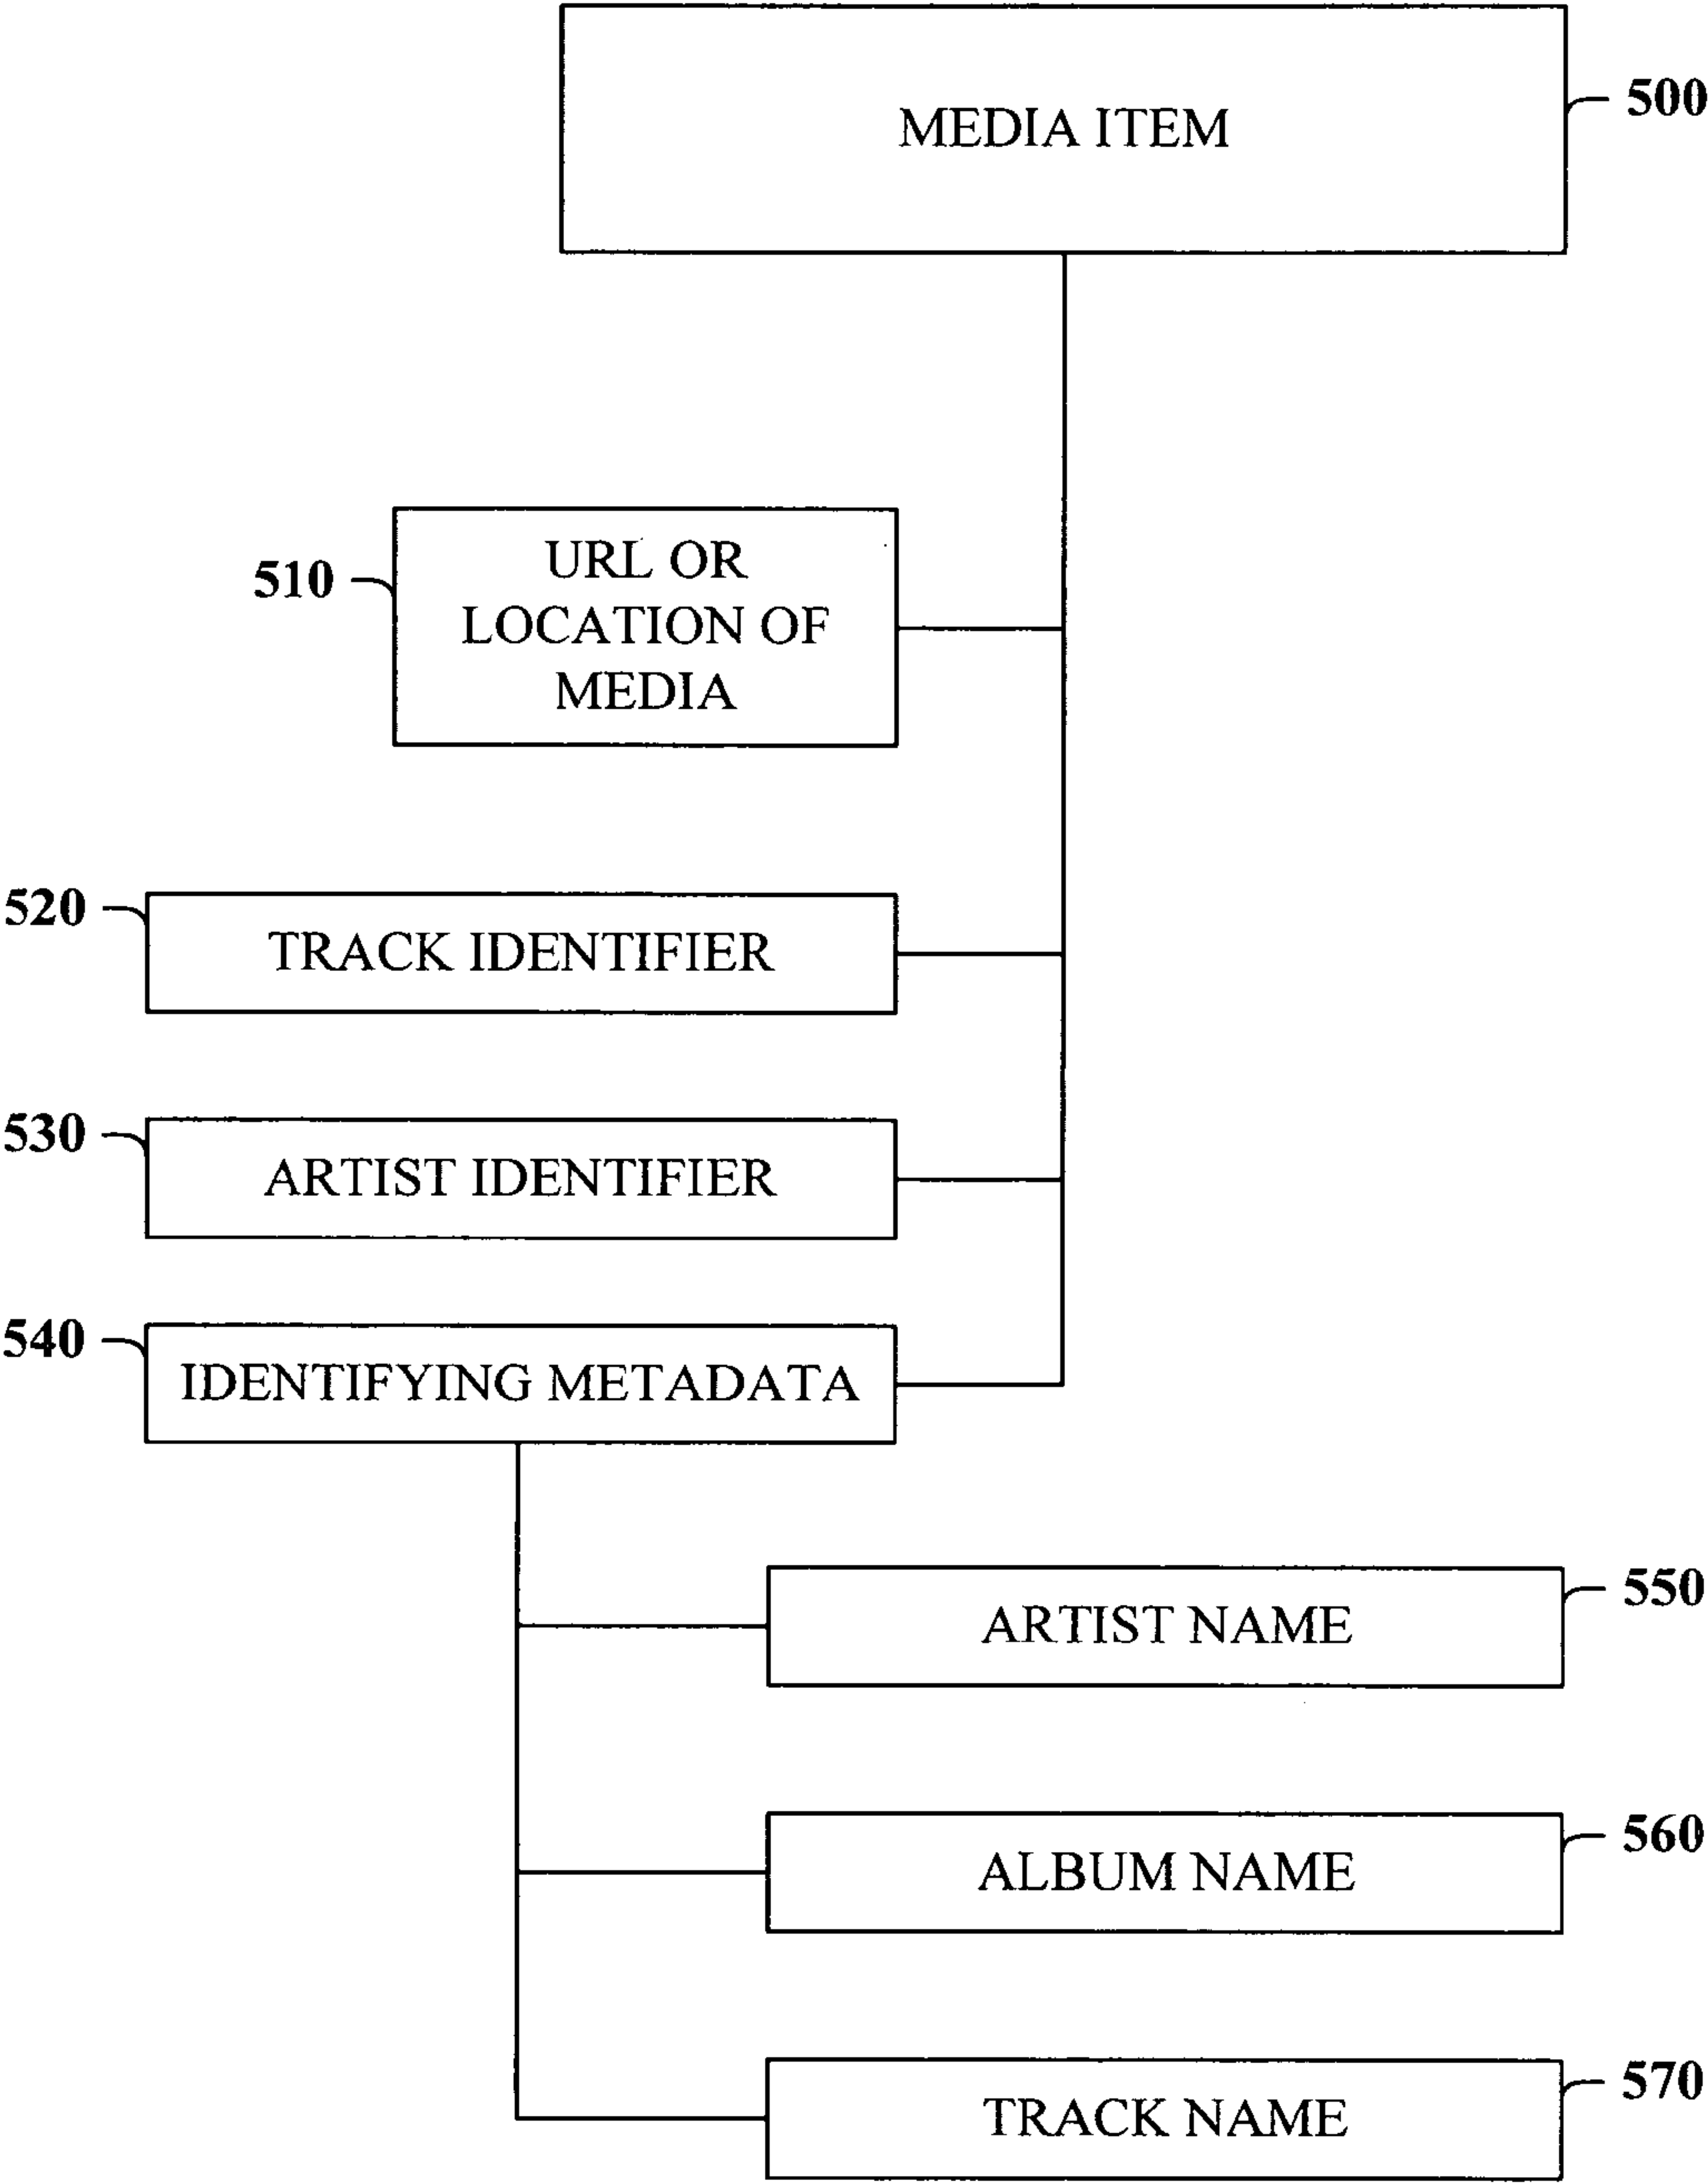 MEDIA ITEM
500
510
URL OR
LOCATION OF
MEDIA
520
TRACK IDENTIFIER
530
ARTIST IDENTIFIER
540
IDENTIFYING METADATA
550
ARTIST NAME
560
ALBUM NAME
570
TRACK NAME